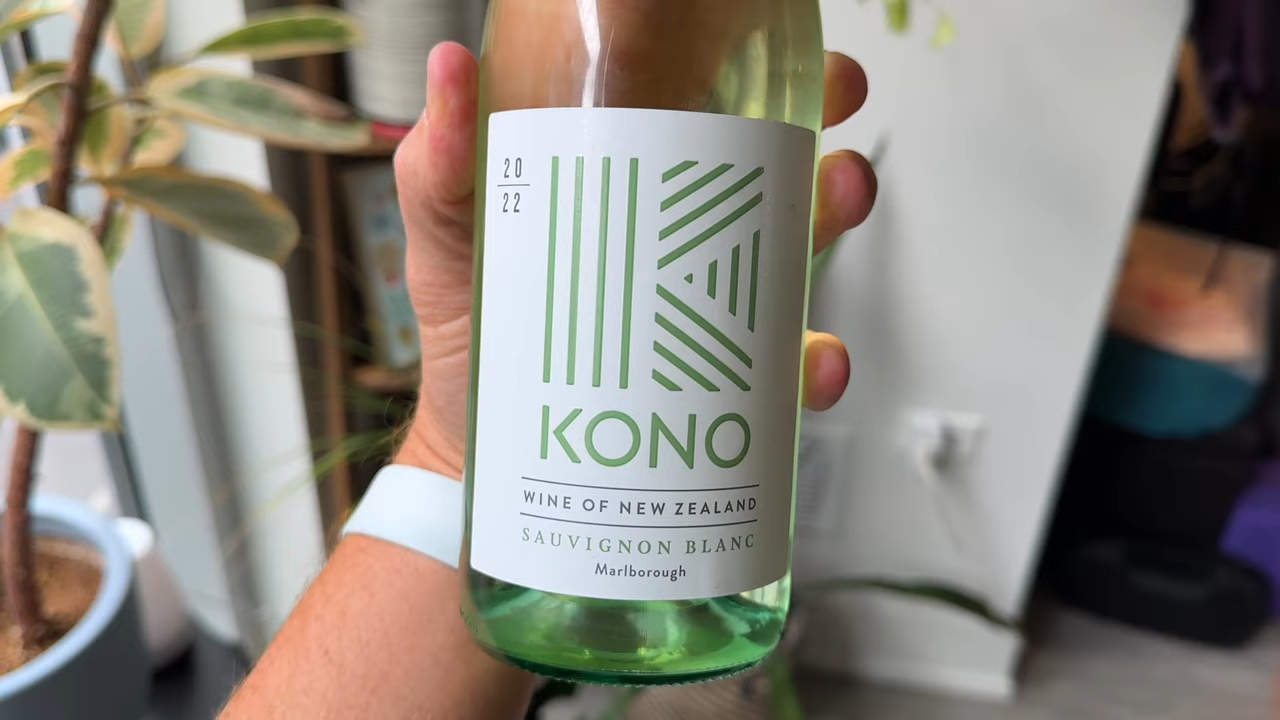 20
22
KONO
WINE OF NEW ZEALAND
SAUVIGNON BLANC
Marlborough